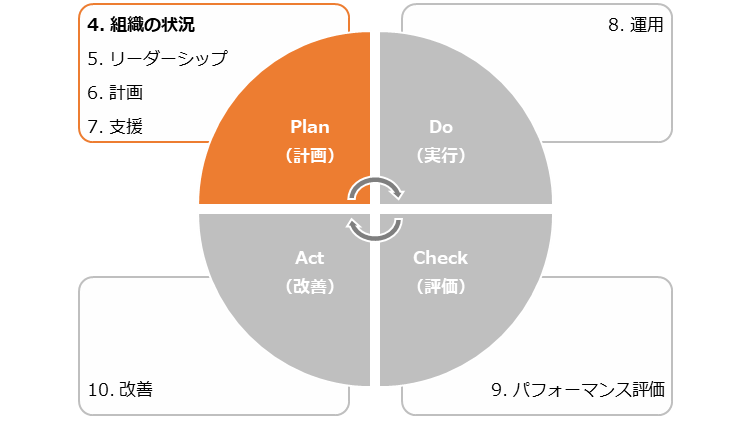 4. 組織の状況
5. リーダーシップ
6. 計画
7. 支援
8. 運用
Plan
（計画）
Do
（実行）
Act
（改善）
Check
（評価）
10. 改善
9. パフォーマンス評価